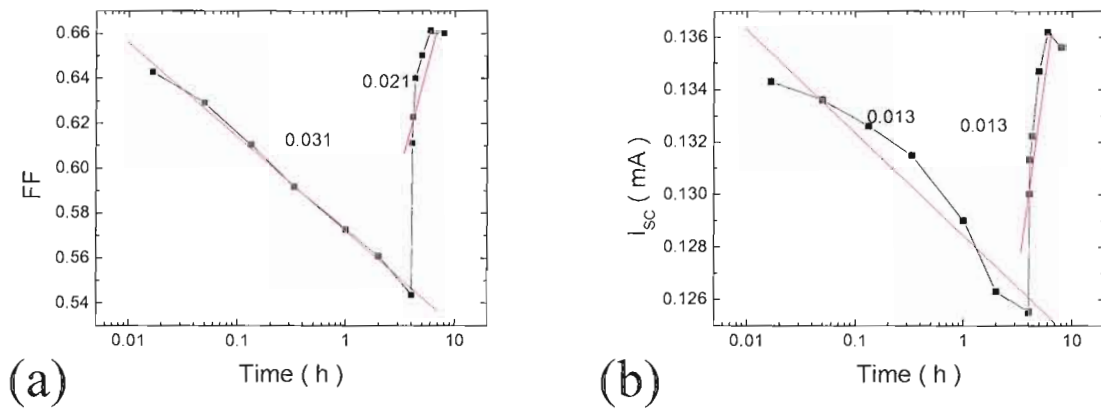 0.66
0.64
0.62
0.60
0.58
0.56
0.54
FF
0.021
0.031
0.01 0.1 1 10
Time ( h )
(a)
0.136
0.134
0.132
0.130
0.128
0.126
I_SC ( mA )
0.013
0.013
0.01 0.1 1 10
Time ( h )
(b)